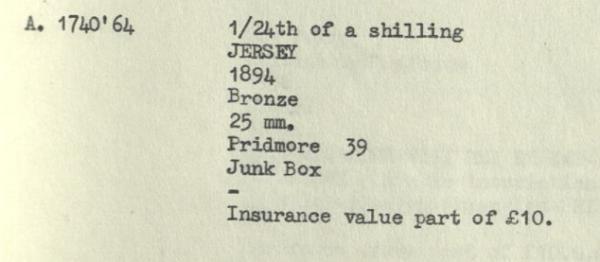 A. 1740'64 1/24th of a shilling
JERSEY
1894
Bronze
25 mm.
Pridmore 39
Junk Box
-
Insurance value part of £10.